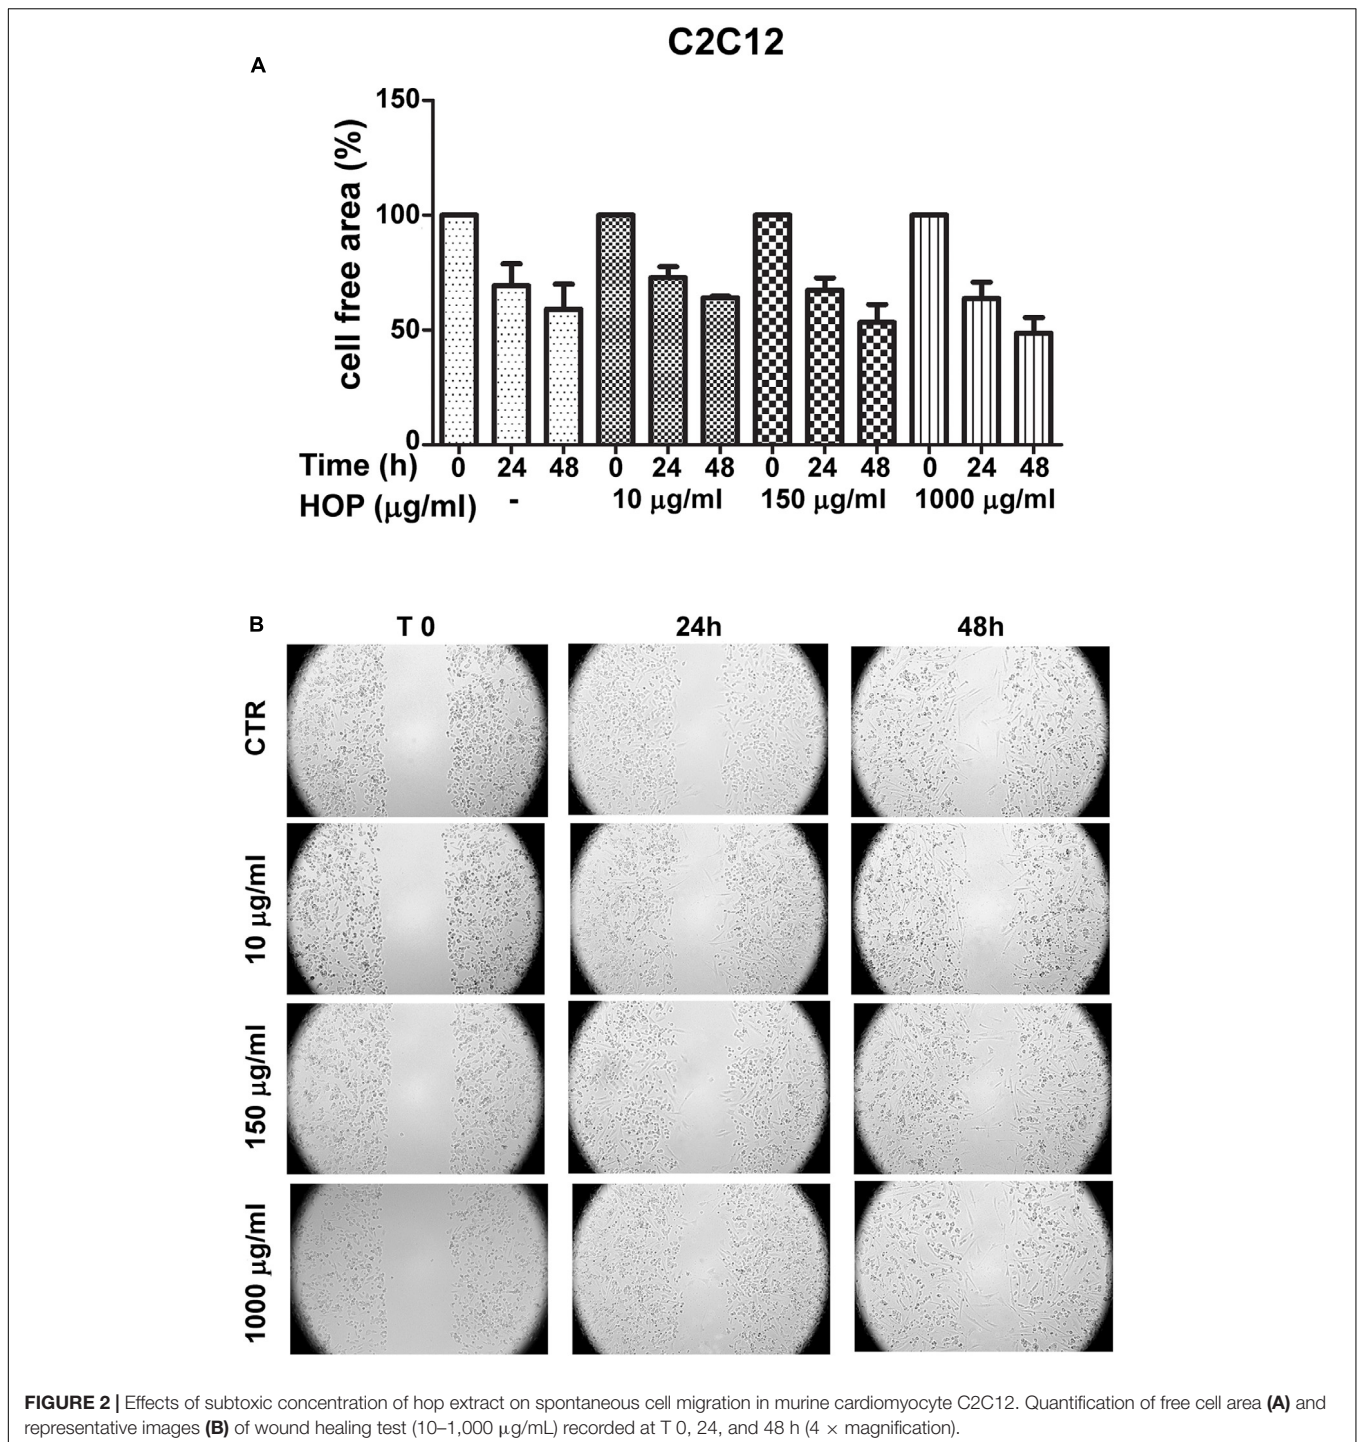 C2C12
A
150
100
50
0
cell free area (%)
Time (h) 0 24 48 0 24 48 0 24 48 0 24 48
HOP (μg/ml) - 10 μg/ml 150 μg/ml 1000 μg/ml
B
T 0 24h 48h
CTR
10 μg/ml
150 μg/ml
1000 μg/ml
FIGURE 2 | Effects of subtoxic concentration of hop extract on spontaneous cell migration in murine cardiomyocyte C2C12. Quantification of free cell area (A) and
representative images (B) of wound healing test (10–1,000 μg/mL) recorded at T 0, 24, and 48 h (4 × magnification).